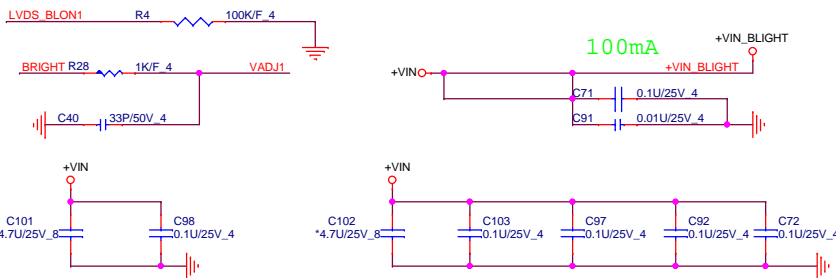 LVDS_BLON1 R4 100K/F_4
100mA
+VIN_BLIGHT
BRIGHT R28 1K/F_4 VADJ1
+VIN +VIN_BLIGHT
C71 0.1U/25V_4
C40 33P/50V_4
C91 0.01U/25V_4
+VIN +VIN
C101 C98 C102 C103 C97 C92 C72
4.7U/25V_8 0.1U/25V_4 *4.7U/25V_8 0.1U/25V_4 0.1U/25V_4 0.1U/25V_4 0.1U/25V_4